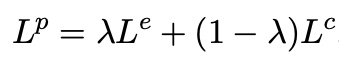 L^p = λL^e + (1 − λ)L^c.